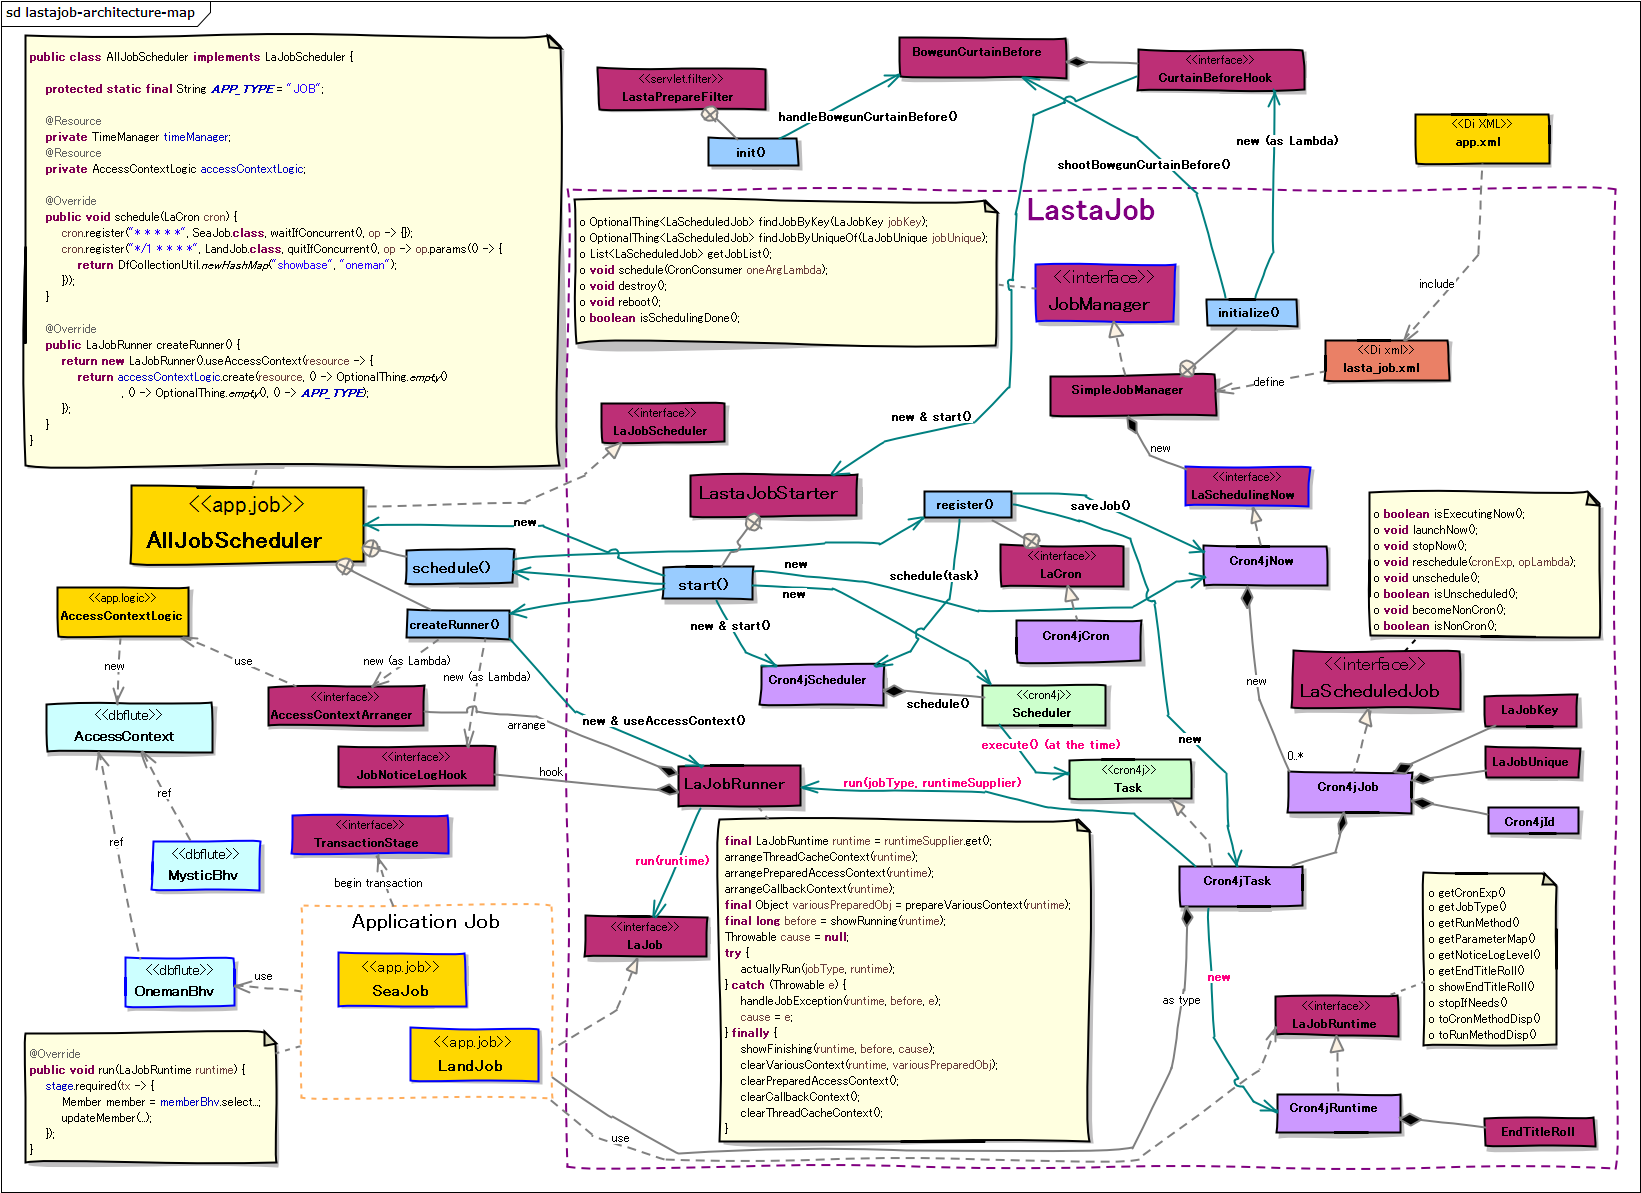 sd lastajob-architecture-map
public class AllJobScheduler implements LaJobScheduler {
protected static final String APP_TYPE = "JOB";
@Resource
private TimeManager timeManager;
@Resource
private AccessContextLogic accessContextLogic;
@Override
public void schedule(LaCron cron) {
cron.register("* * * * *", SeaJob.class, waitIfConcurrent(), op -> {});
cron.register("*/1 * * * *", LandJob.class, quitIfConcurrent(), op -> op.params(() -> {
return DfCollectionUtil.newHashMap("showbase", "oneman");
}));
}
@Override
public LaJobRunner createRunner() {
return new LaJobRunner().useAccessContext(resource -> {
return accessContextLogic.create(resource, () -> OptionalThing.empty()
, () -> OptionalThing.empty(), () -> APP_TYPE);
});
}
}
<<servlet.filter>>
LastaPrepareFilter
init()
handleBowgunCurtainBefore()
BowgunCurtainBefore
<<interface>>
CurtainBeforeHook
new (as Lambda)
shootBowgunCurtainBefore()
<<Di XML>>
app.xml
include
LastaJob
o OptionalThing<LaScheduledJob> findJobByKey(LaJobKey jobKey);
o OptionalThing<LaScheduledJob> findJobByUniqueOf(LaJobUnique jobUnique);
o List<LaScheduledJob> getJobList();
o void schedule(CronConsumer oneArgLambda);
o void destroy();
o void reboot();
o boolean isSchedulingDone();
<<interface>>
JobManager
initialize()
<<Di xml>>
lasta_job.xml
define
SimpleJobManager
new
<<interface>>
LaSchedulingNow
<<interface>>
LaJobScheduler
new & start()
LastaJobStarter
register()
saveJob()
<<app.job>>
AllJobScheduler
new
schedule()
start()
new
new
schedule(task)
<<interface>>
LaCron
Cron4jCron
Cron4jNow
o boolean isExecutingNow();
o void launchNow();
o void stopNow();
o void reschedule(cronExp, opLambda);
o void unschedule();
o boolean isUnscheduled();
o void becomeNonCron();
o boolean isNonCron();
<<app.logic>>
AccessContextLogic
createRunner()
new & start()
new (as Lambda)
new (as Lambda)
use
new
<<interface>>
AccessContextArranger
<<dbflute>>
AccessContext
<<interface>>
JobNoticeLogHook
arrange
hook
new & useAccessContext()
Cron4jScheduler
schedule()
<<cron4j>>
Scheduler
execute() (at the time)
<<cron4j>>
Task
run(jobType, runtimeSupplier)
LaJobRunner
new
new
0..*
<<interface>>
LaScheduledJob
LaJobKey
LaJobUnique
Cron4jJob
Cron4jId
ref
ref
<<dbflute>>
MysticBhv
<<interface>>
TransactionStage
begin transaction
run(runtime)
final LaJobRuntime runtime = runtimeSupplier.get();
arrangeThreadCacheContext(runtime);
arrangePreparedAccessContext(runtime);
arrangeCallbackContext(runtime);
final Object variousPreparedObj = prepareVariousContext(runtime);
final long before = showRunning(runtime);
Throwable cause = null;
try {
actuallyRun(jobType, runtime);
} catch (Throwable e) {
handleJobException(runtime, before, e);
cause = e;
} finally {
showFinishing(runtime, before, cause);
clearVariousContext(runtime, variousPreparedObj);
clearPreparedAccessContext();
clearCallbackContext();
clearThreadCacheContext();
}
Cron4jTask
o getCronExp()
o getJobType()
o getRunMethod()
o getParameterMap()
o getNoticeLogLevel()
o getEndTitleRoll()
o showEndTitleRoll()
o stopIfNeeds()
o toCronMethodDisp()
o toRunMethodDisp()
Application Job
<<app.job>>
SeaJob
<<app.job>>
LandJob
<<interface>>
LaJob
<<dbflute>>
OnemanBhv
use
new
as type
<<interface>>
LaJobRuntime
Cron4jRuntime
EndTitleRoll
use
@Override
public void run(LaJobRuntime runtime) {
stage.required(tx -> {
Member member = memberBhv.select...;
updateMember(...);
});
}